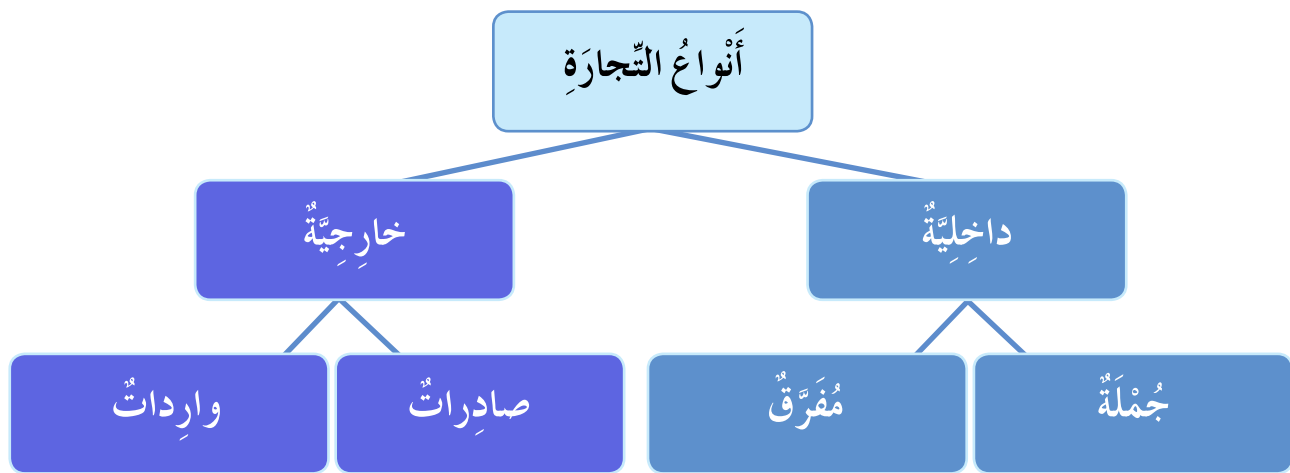 أَنْواعُ التِّجارَةِ
داخِلِيَّةٌ
خارِجِيَّةٌ
جُمْلَةٌ
مُفَرَّقٌ
صادِراتٌ
وارِداتٌ